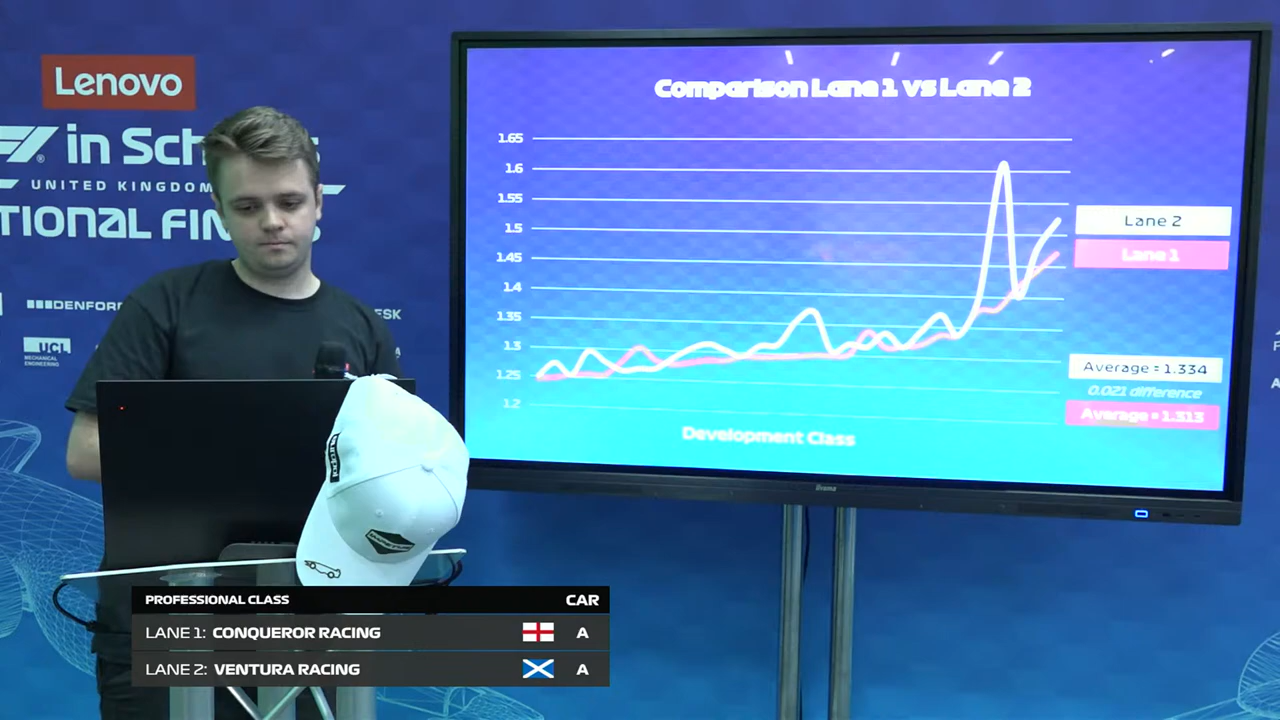 Lenovo
F1® in Sch
UNITED KINGDOM
TIONAL FIN S
DENFOR
ESK
UCL
MECHANICAL
ENGINEERING
Comparison Lane 1 vs Lane 2
1.65
1.6
1.55
1.5
1.45
1.4
1.35
1.3
1.25
1.2
Lane 2
Lane 1
Average = 1.334
0.021 difference
Average = 1.313
Development Class
iiyama
PROFESSIONAL CLASS CAR
LANE 1: CONQUEROR RACING A
LANE 2: VENTURA RACING A